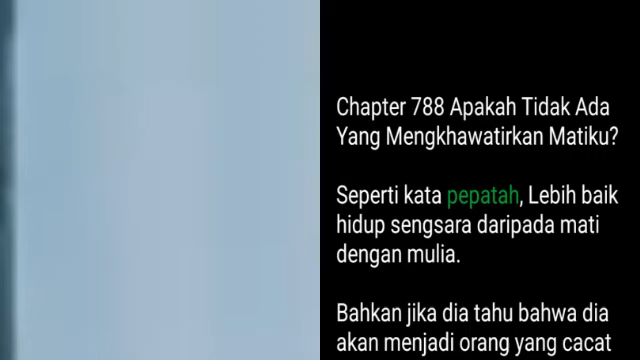 Chapter 788 Apakah Tidak Ada
Yang Mengkhawatirkan Matiku?
Seperti kata pepatah, Lebih baik
hidup sengsara daripada mati
dengan mulia.
Bahkan jika dia tahu bahwa dia
akan menjadi orang yang cacat